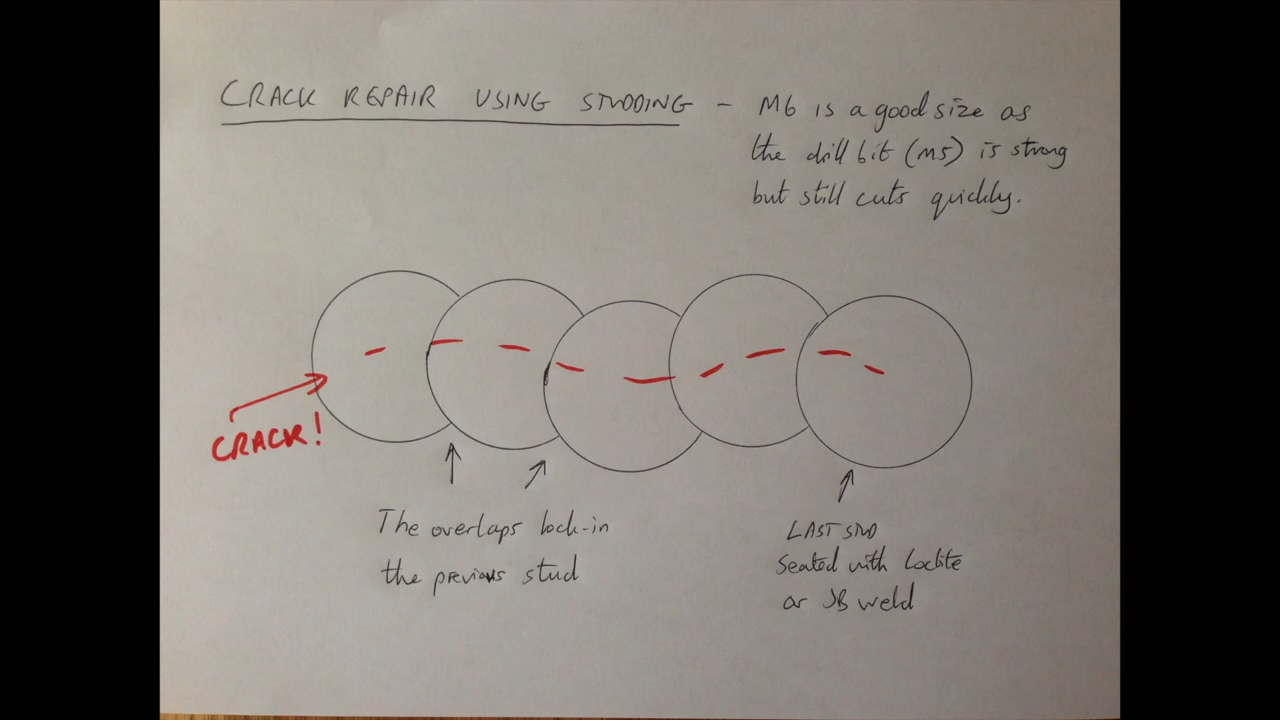 CRACK REPAIR USING STUDDING - M6 is a good size as
the drill bit (M5) is strong
but still cuts quickly.
CRACK!
The overlaps lock-in
the previous stud
LAST STUD
Seated with Loctite
or JB weld